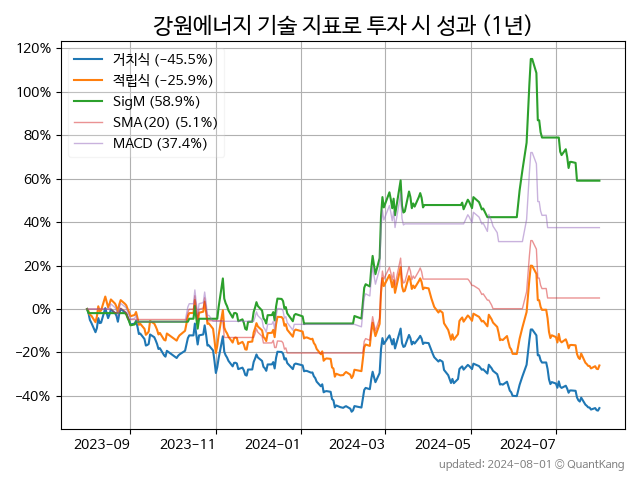 강원에너지 기술 지표로 투자 시 성과 (1년)
120%
100%
80%
60%
40%
20%
0%
−20%
−40%
거치식 (-45.5%)
적립식 (-25.9%)
SigM (58.9%)
SMA(20) (5.1%)
MACD (37.4%)
2023-09
2023-11
2024-01
2024-03
2024-05
2024-07
updated: 2024-08-01 © QuantKang